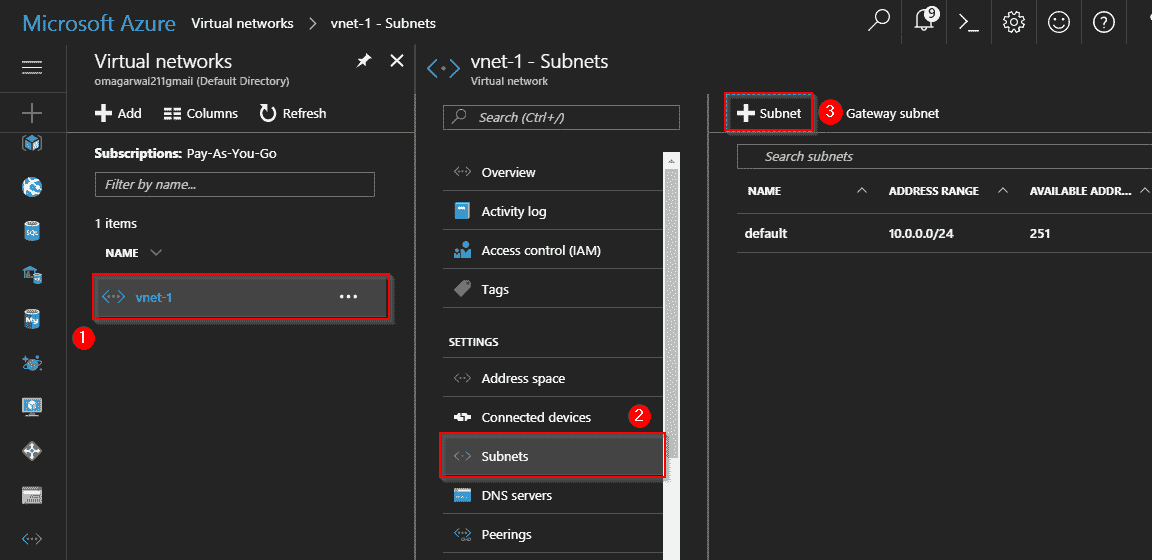 Microsoft Azure Virtual networks > vnet-1 - Subnets
9
Virtual networks
omagarwal211gmail (Default Directory)
Add Columns Refresh
Subscriptions: Pay-As-You-Go
Filter by name...
1 items
NAME
vnet-1
1
vnet-1 - Subnets
Virtual network
Search (Ctrl+/)
Overview
Activity log
Access control (IAM)
Tags
SETTINGS
Address space
Connected devices
2
Subnets
DNS servers
Peerings
Subnet 3 Gateway subnet
Search subnets
NAME ADDRESS RANGE AVAILABLE ADDR...
default 10.0.0.0/24 251
SQL
My